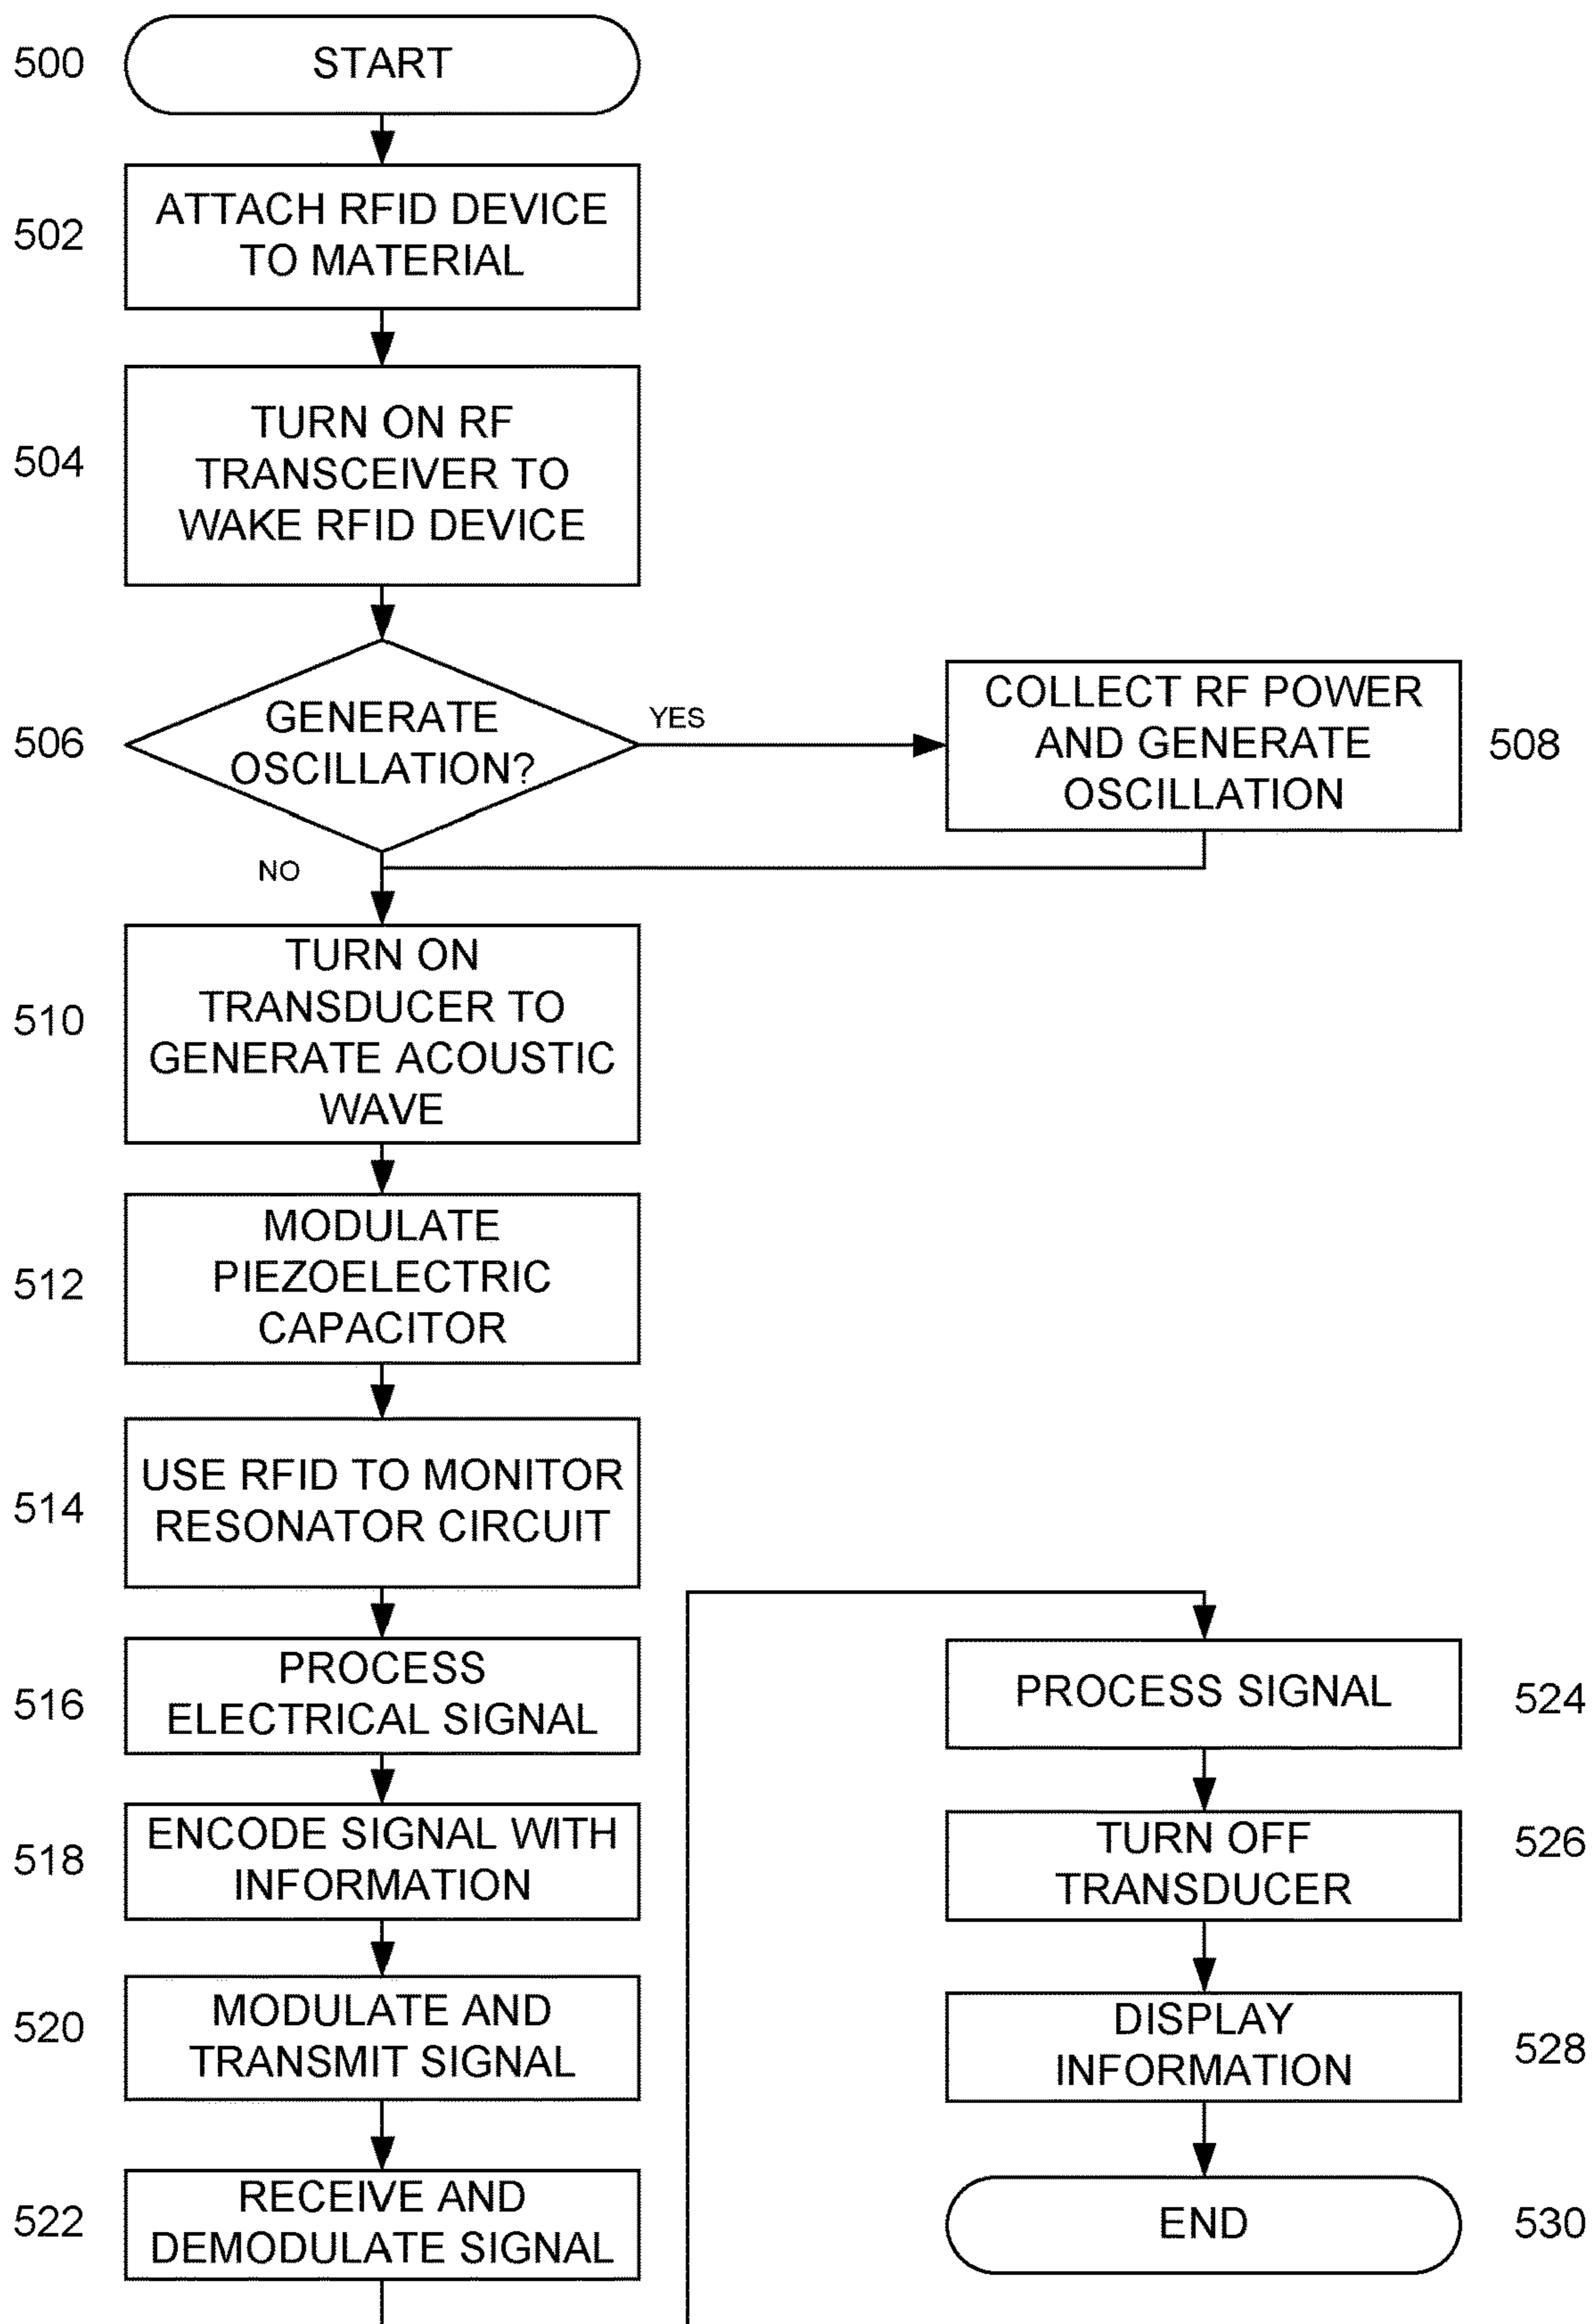 500
START
502
ATTACH RFID DEVICE
TO MATERIAL
504
TURN ON RF
TRANSCEIVER TO
WAKE RFID DEVICE
506
GENERATE
OSCILLATION?
YES
COLLECT RF POWER
AND GENERATE
OSCILLATION
508
NO
510
TURN ON
TRANSDUCER TO
GENERATE ACOUSTIC
WAVE
512
MODULATE
PIEZOELECTRIC
CAPACITOR
514
USE RFID TO MONITOR
RESONATOR CIRCUIT
516
PROCESS
ELECTRICAL SIGNAL
518
ENCODE SIGNAL WITH
INFORMATION
520
MODULATE AND
TRANSMIT SIGNAL
522
RECEIVE AND
DEMODULATE SIGNAL
PROCESS SIGNAL
524
TURN OFF
TRANSDUCER
526
DISPLAY
INFORMATION
528
END
530